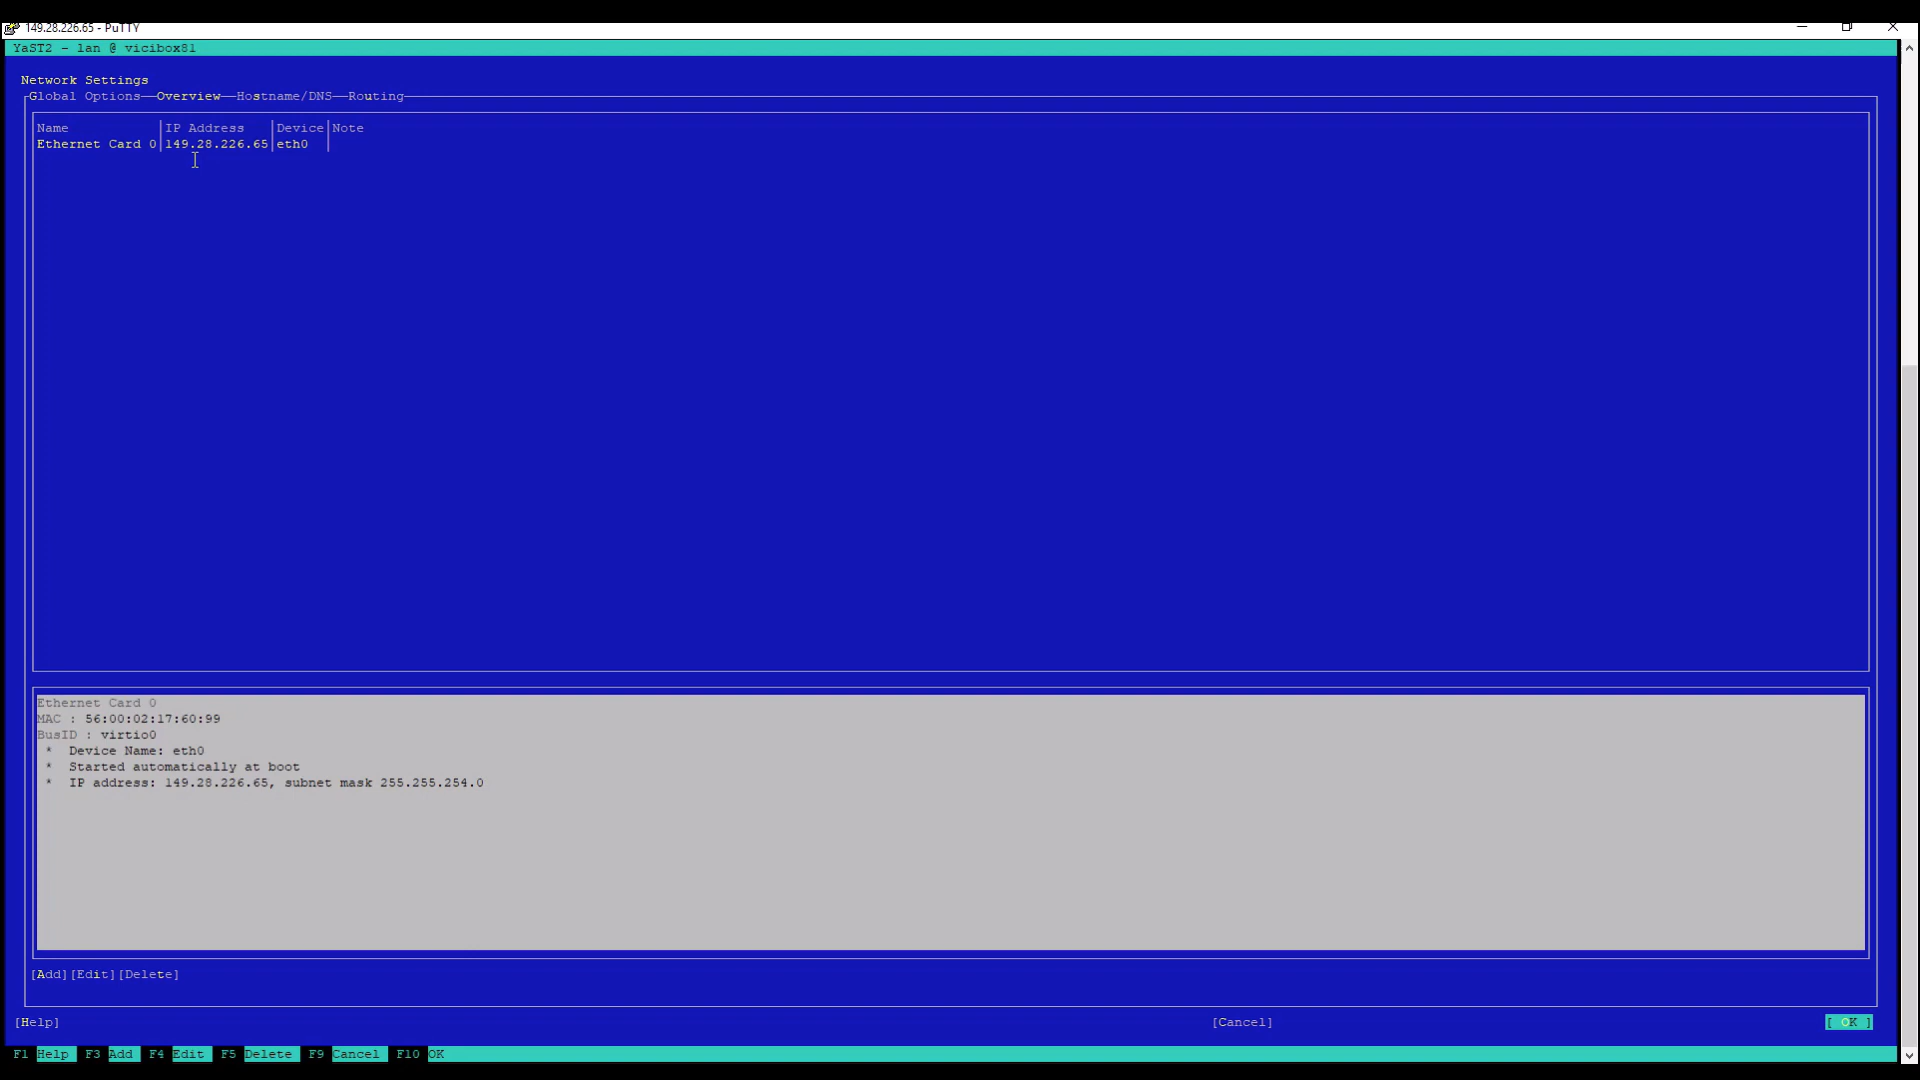 149.28.226.65 - PuTTY
YaST2 - lan @ vicibox81
Network Settings
Global Options—Overview—Hostname/DNS—Routing
Name |IP Address |Device|Note
Ethernet Card 0|149.28.226.65|eth0 |
Ethernet Card 0
MAC : 56:00:02:17:60:99
BusID : virtio0
* Device Name: eth0
* Started automatically at boot
* IP address: 149.28.226.65, subnet mask 255.255.254.0
[Add][Edit][Delete]
[Help] [Cancel] [ OK ]
F1 Help F3 Add F4 Edit F5 Delete F9 Cancel F10 OK